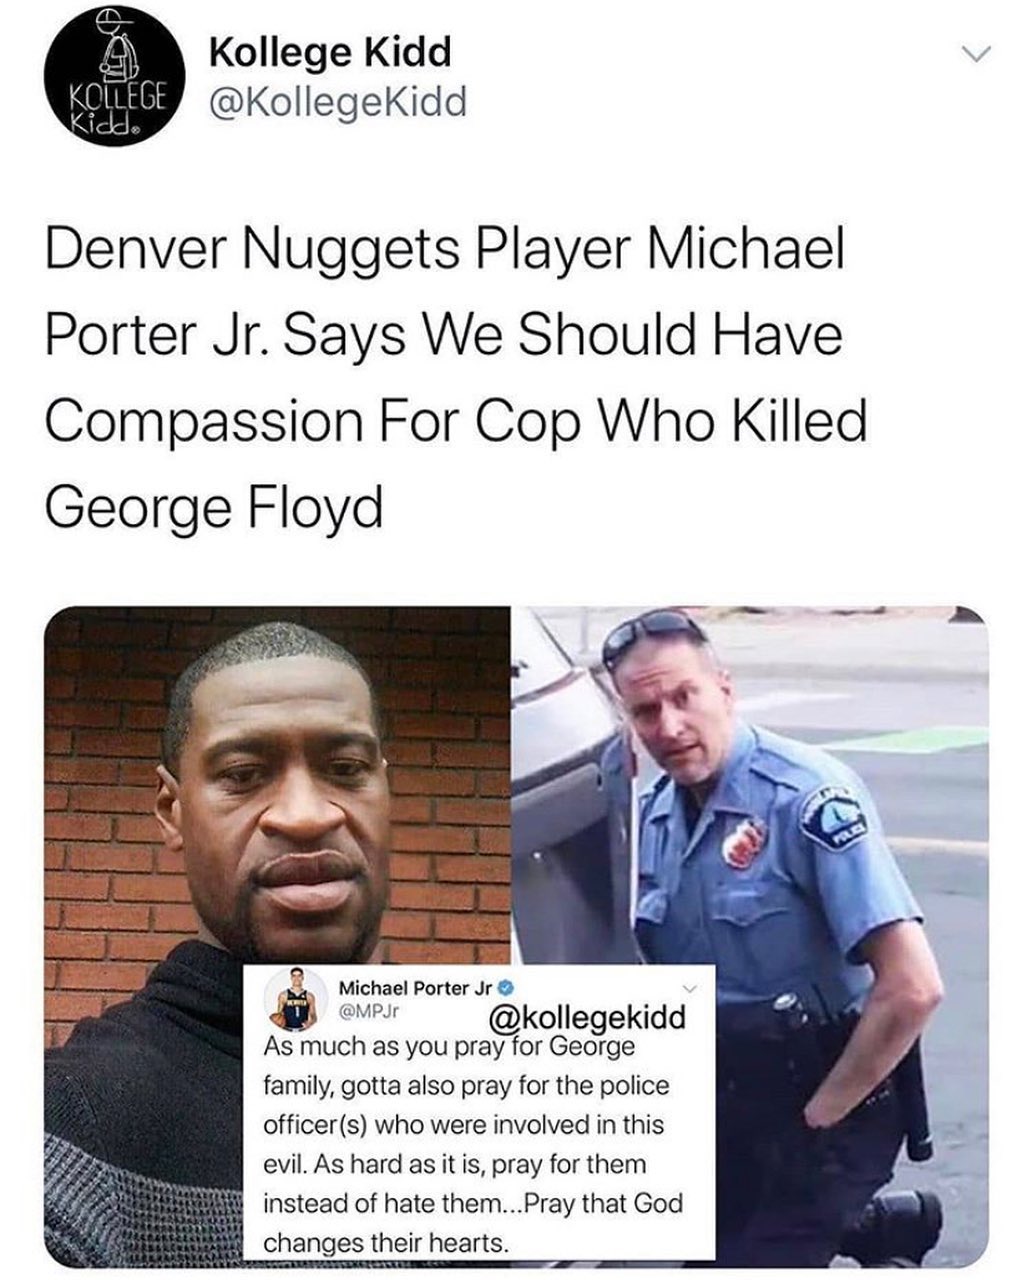 KOLLEGE
Kidd.
Kollege Kidd
@KollegeKidd
Denver Nuggets Player Michael
Porter Jr. Says We Should Have
Compassion For Cop Who Killed
George Floyd
POLICE
Michael Porter Jr
@MPJr
@kollegekidd
As much as you pray for George
family, gotta also pray for the police
officer(s) who were involved in this
evil. As hard as it is, pray for them
instead of hate them...Pray that God
changes their hearts.